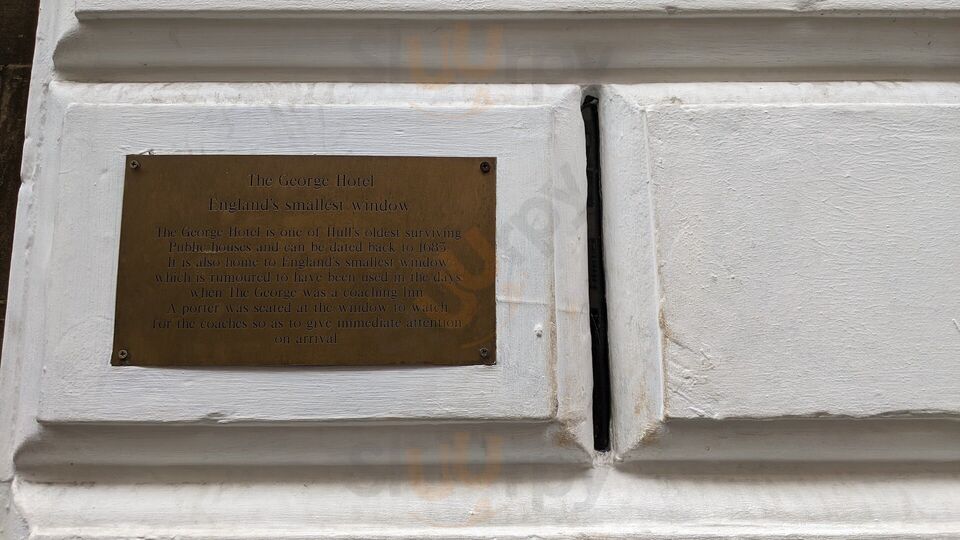 The George Hotel
England's smallest window
The George Hotel is one of Hull's oldest surviving
Public houses and can be dated back to 1683
It is also home to England's smallest window
which is rumoured to have been used in the days
when The George was a coaching Inn
A porter was seated at the window to watch
for the coaches so as to give immediate attention
on arrival
Sluurpy
Sluurpy
Sluurpy